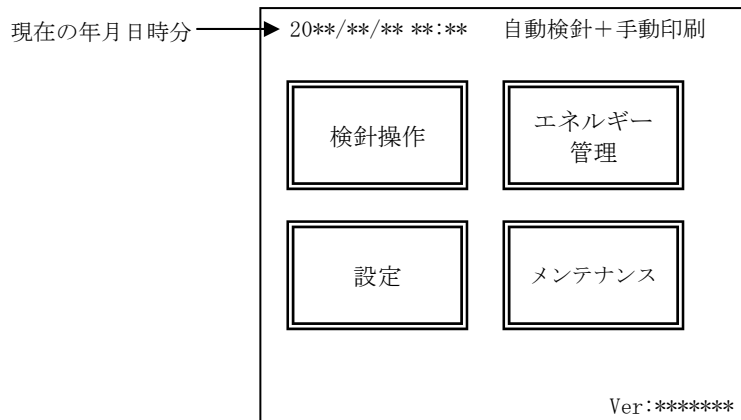 現在の年月日時分
20**/**/** **:**　自動検針＋手動印刷
検針操作
エネルギー
管理
設定
メンテナンス
Ver:*******